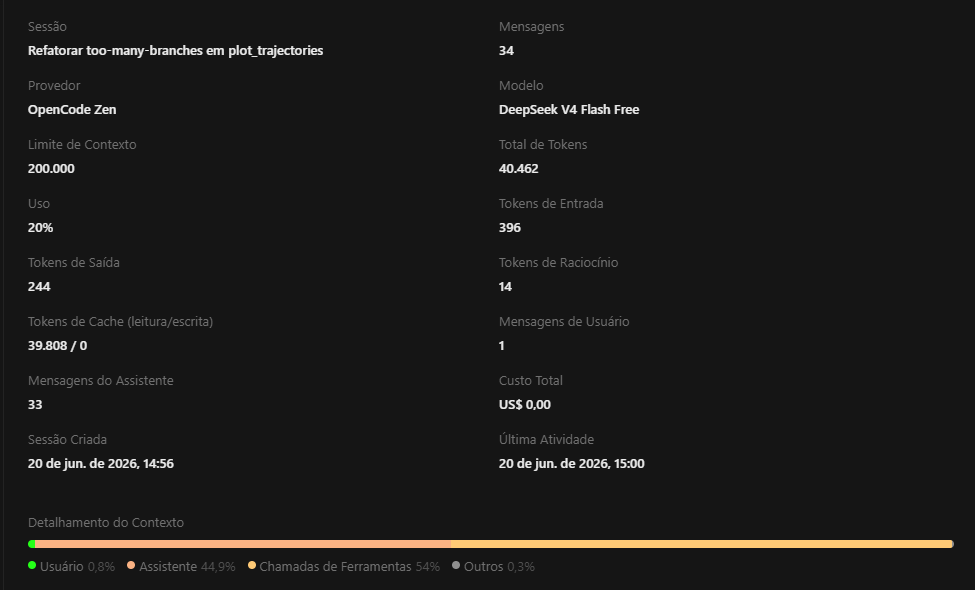 Sessão
Mensagens
Refatorar too-many-branches em plot_trajectories
34
Provedor
Modelo
OpenCode Zen
DeepSeek V4 Flash Free
Limite de Contexto
Total de Tokens
200.000
40.462
Uso
Tokens de Entrada
20%
396
Tokens de Saída
Tokens de Raciocínio
244
14
Tokens de Cache (leitura/escrita)
Mensagens de Usuário
39.808 / 0
1
Mensagens do Assistente
Custo Total
33
US$ 0,00
Sessão Criada
Última Atividade
20 de jun. de 2026, 14:56
20 de jun. de 2026, 15:00
Detalhamento do Contexto
Usuário 0,8% Assistente 44,9% Chamadas de Ferramentas 54% Outros 0,3%